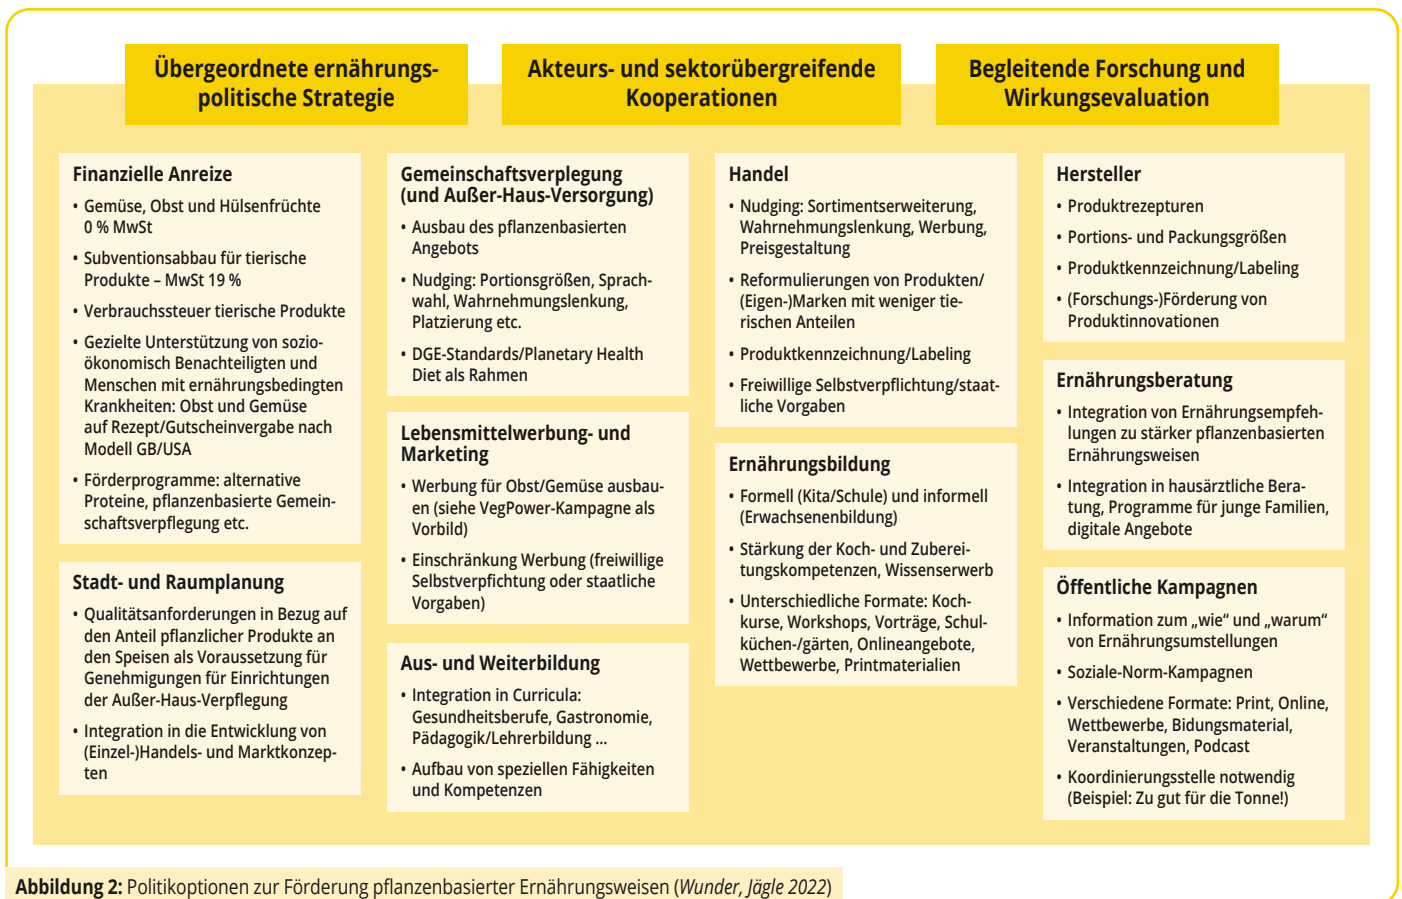 Übergeordnete ernährungs-
politische Strategie
Akteurs- und sektorübergreifende
Kooperationen
Begleitende Forschung und
Wirkungsevaluation
Finanzielle Anreize
• Gemüse, Obst und Hülsenfrüchte
0 % MwSt
• Subventionsabbau für tierische
Produkte – MwSt 19 %
• Verbrauchssteuer tierische Produkte
• Gezielte Unterstützung von sozio-
ökonomisch Benachteiligten und
Menschen mit ernährungsbedingten
Krankheiten: Obst und Gemüse
auf Rezept/Gutscheinvergabe nach
Modell GB/USA
• Förderprogramme: alternative
Proteine, pflanzenbasierte Gemein-
schaftsverpflegung etc.
Stadt- und Raumplanung
• Qualitätsanforderungen in Bezug auf
den Anteil pflanzlicher Produkte an
den Speisen als Voraussetzung für
Genehmigungen für Einrichtungen
der Außer-Haus-Verpflegung
• Integration in die Entwicklung von
(Einzel-)Handels- und Marktkonzep-
ten
Gemeinschaftsverplegung
(und Außer-Haus-Versorgung)
• Ausbau des pflanzenbasierten
Angebots
• Nudging: Portionsgrößen, Sprach-
wahl, Wahrnehmungslenkung,
Platzierung etc.
• DGE-Standards/Planetary Health
Diet als Rahmen
Lebensmittelwerbung- und
Marketing
• Werbung für Obst/Gemüse ausbau-
en (siehe VegPower-Kampagne als
Vorbild)
• Einschränkung Werbung (freiwillige
Selbstverpfichtung oder staatliche
Vorgaben)
Aus- und Weiterbildung
• Integration in Curricula:
Gesundheitsberufe, Gastronomie,
Pädagogik/Lehrerbildung ...
• Aufbau von speziellen Fähigkeiten
und Kompetenzen
Handel
• Nudging: Sortimentserweiterung,
Wahrnehmungslenkung, Werbung,
Preisgestaltung
• Reformulierungen von Produkten/
(Eigen-)Marken mit weniger tie-
rischen Anteilen
• Produktkennzeichnung/Labeling
• Freiwillige Selbstverpflichtung/staat-
liche Vorgaben
Ernährungsbildung
• Formell (Kita/Schule) und informell
(Erwachsenenbildung)
• Stärkung der Koch- und Zuberei-
tungskompetenzen, Wissenserwerb
• Unterschiedliche Formate: Koch-
kurse, Workshops, Vorträge, Schul-
küchen-/gärten, Onlineangebote,
Wettbewerbe, Printmaterialien
Hersteller
• Produktrezepturen
• Portions- und Packungsgrößen
• Produktkennzeichnung/Labeling
• (Forschungs-)Förderung von
Produktinnovationen
Ernährungsberatung
• Integration von Ernährungsempfeh-
lungen zu stärker pflanzenbasierten
Ernährungsweisen
• Integration in hausärztliche Bera-
tung, Programme für junge Familien,
digitale Angebote
Öffentliche Kampagnen
• Information zum „wie“ und „warum“
von Ernährungsumstellungen
• Soziale-Norm-Kampagnen
• Verschiedene Formate: Print, Online,
Wettbewerbe, Bidungsmaterial,
Veranstaltungen, Podcast
• Koordinierungsstelle notwendig
(Beispiel: Zu gut für die Tonne!)
Abbildung 2: Politikoptionen zur Förderung pflanzenbasierter Ernährungsweisen (Wunder, Jägle 2022)